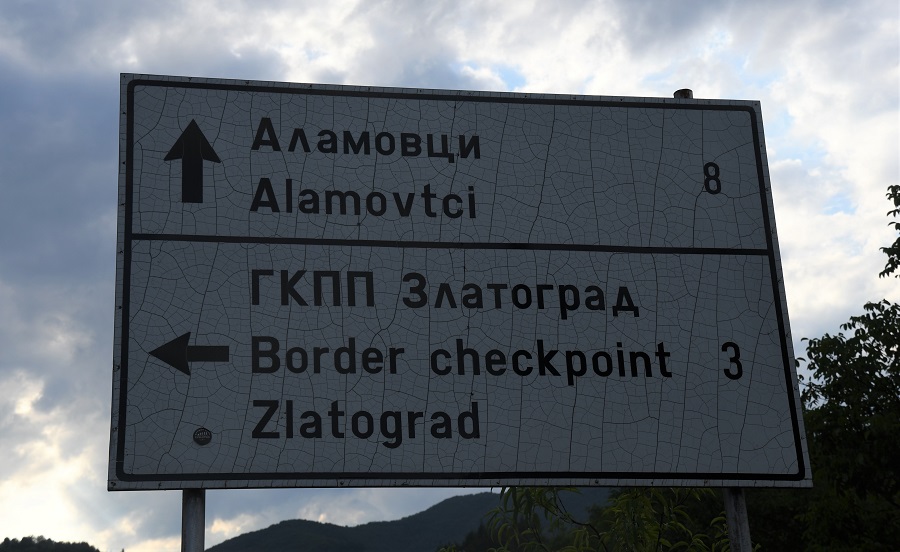 Аламовци
Alamovtci
8
ГКПП Златоград
Border checkpoint
3
Zlatograd